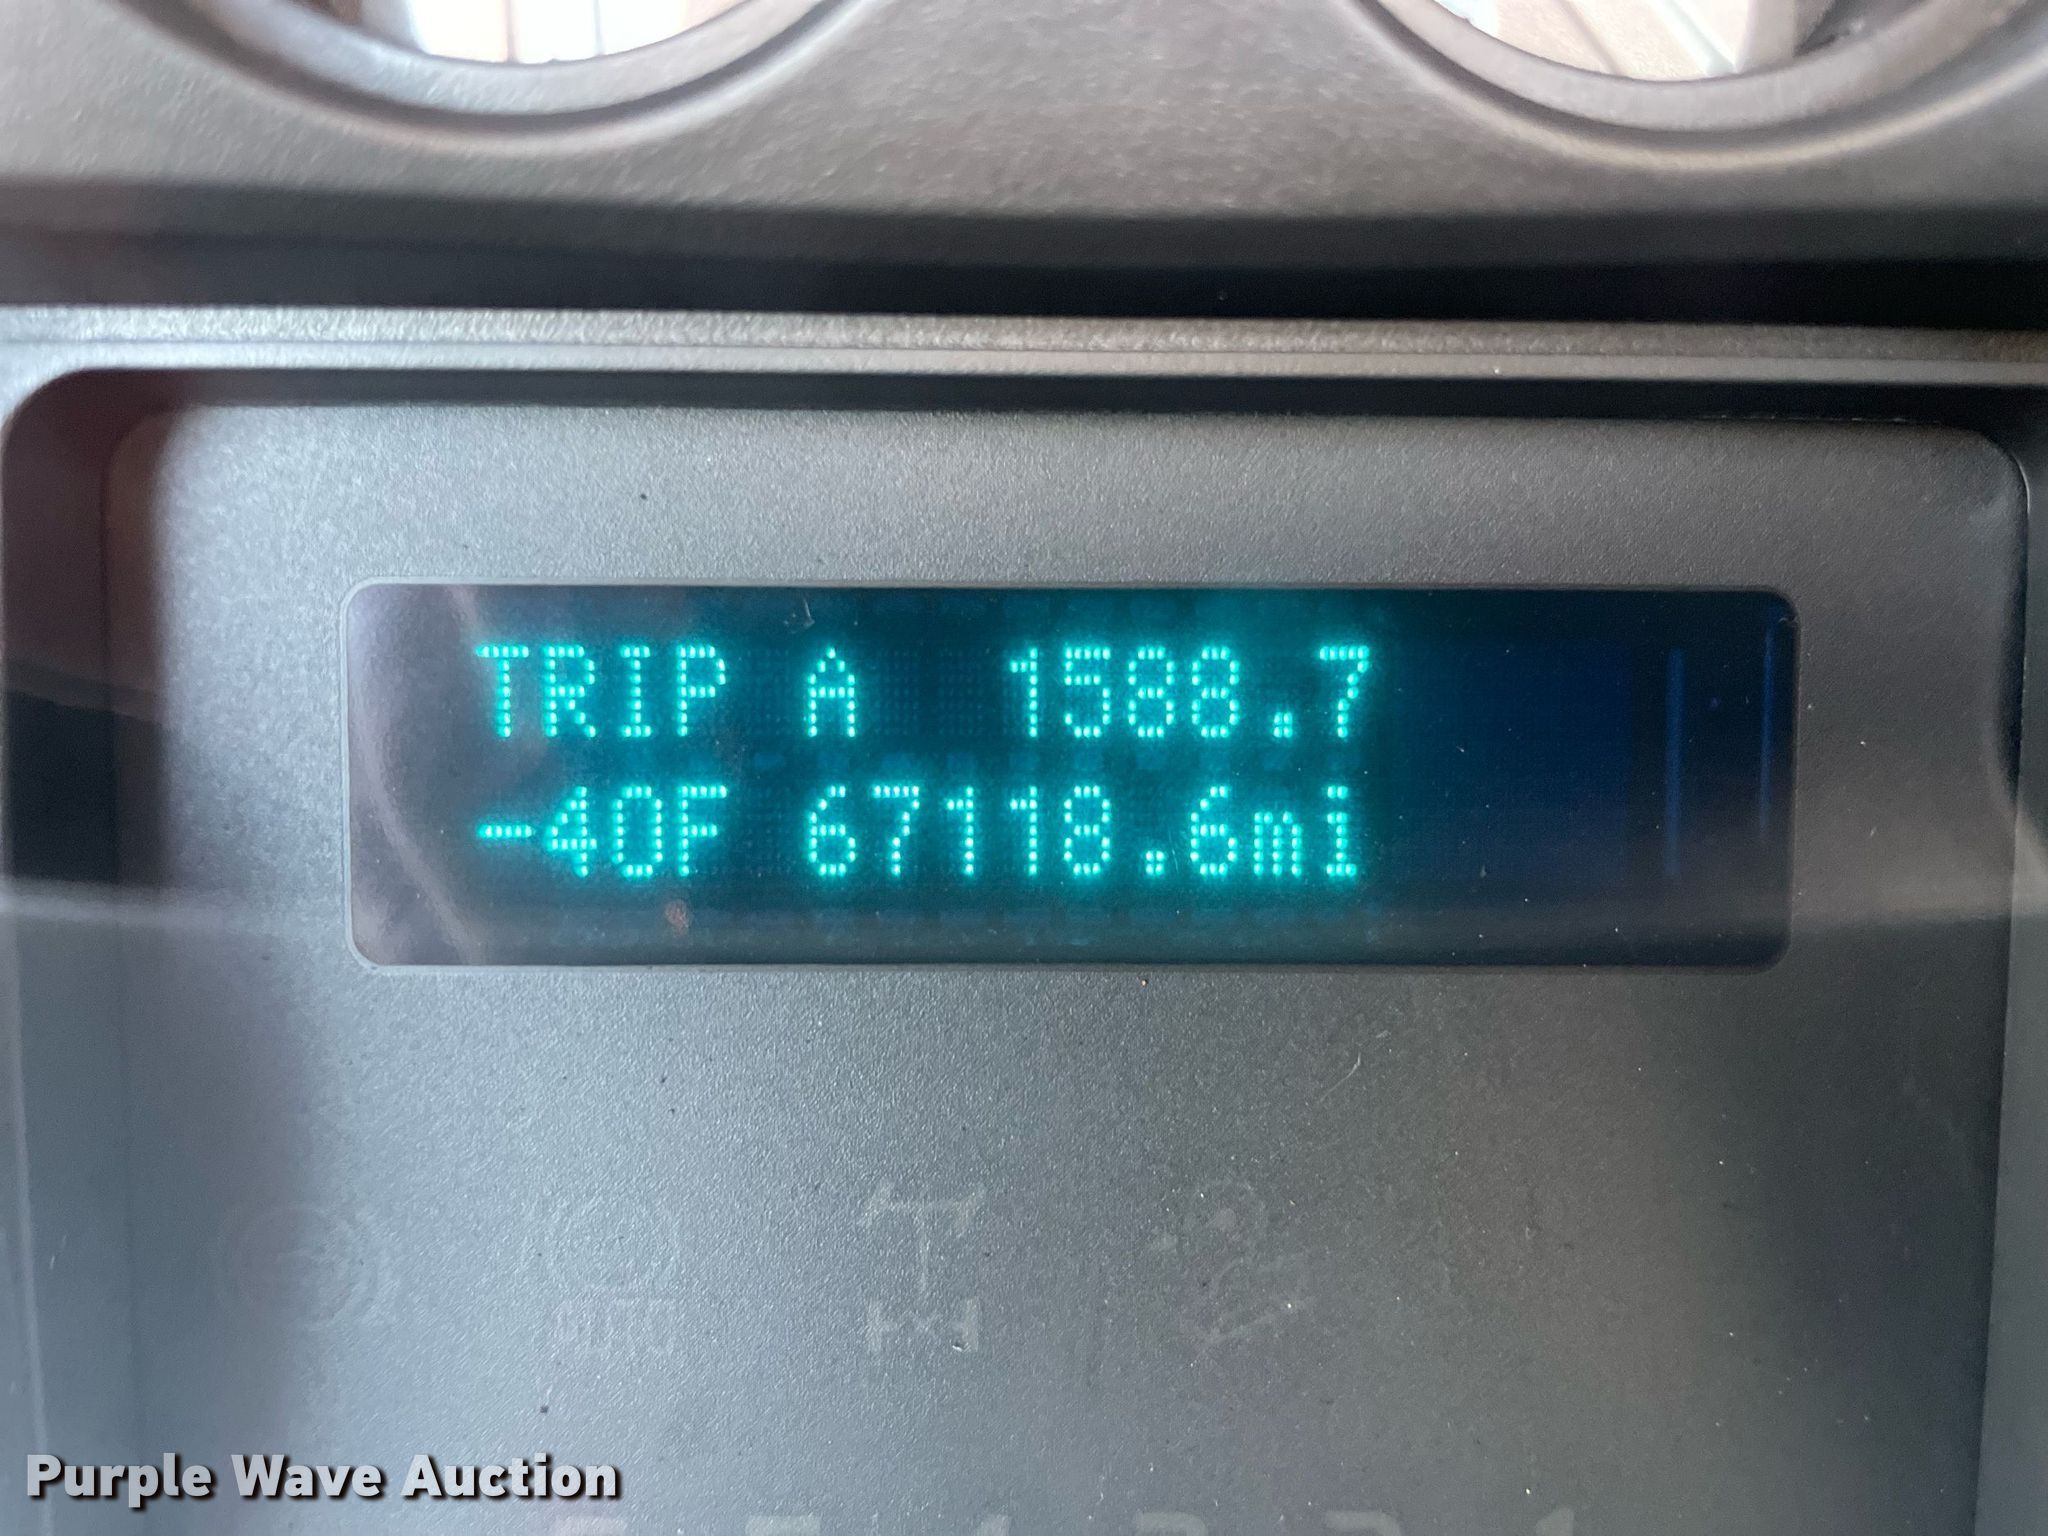 TRIP A 1588.7
-40F 67118.6mi
Purple Wave Auction